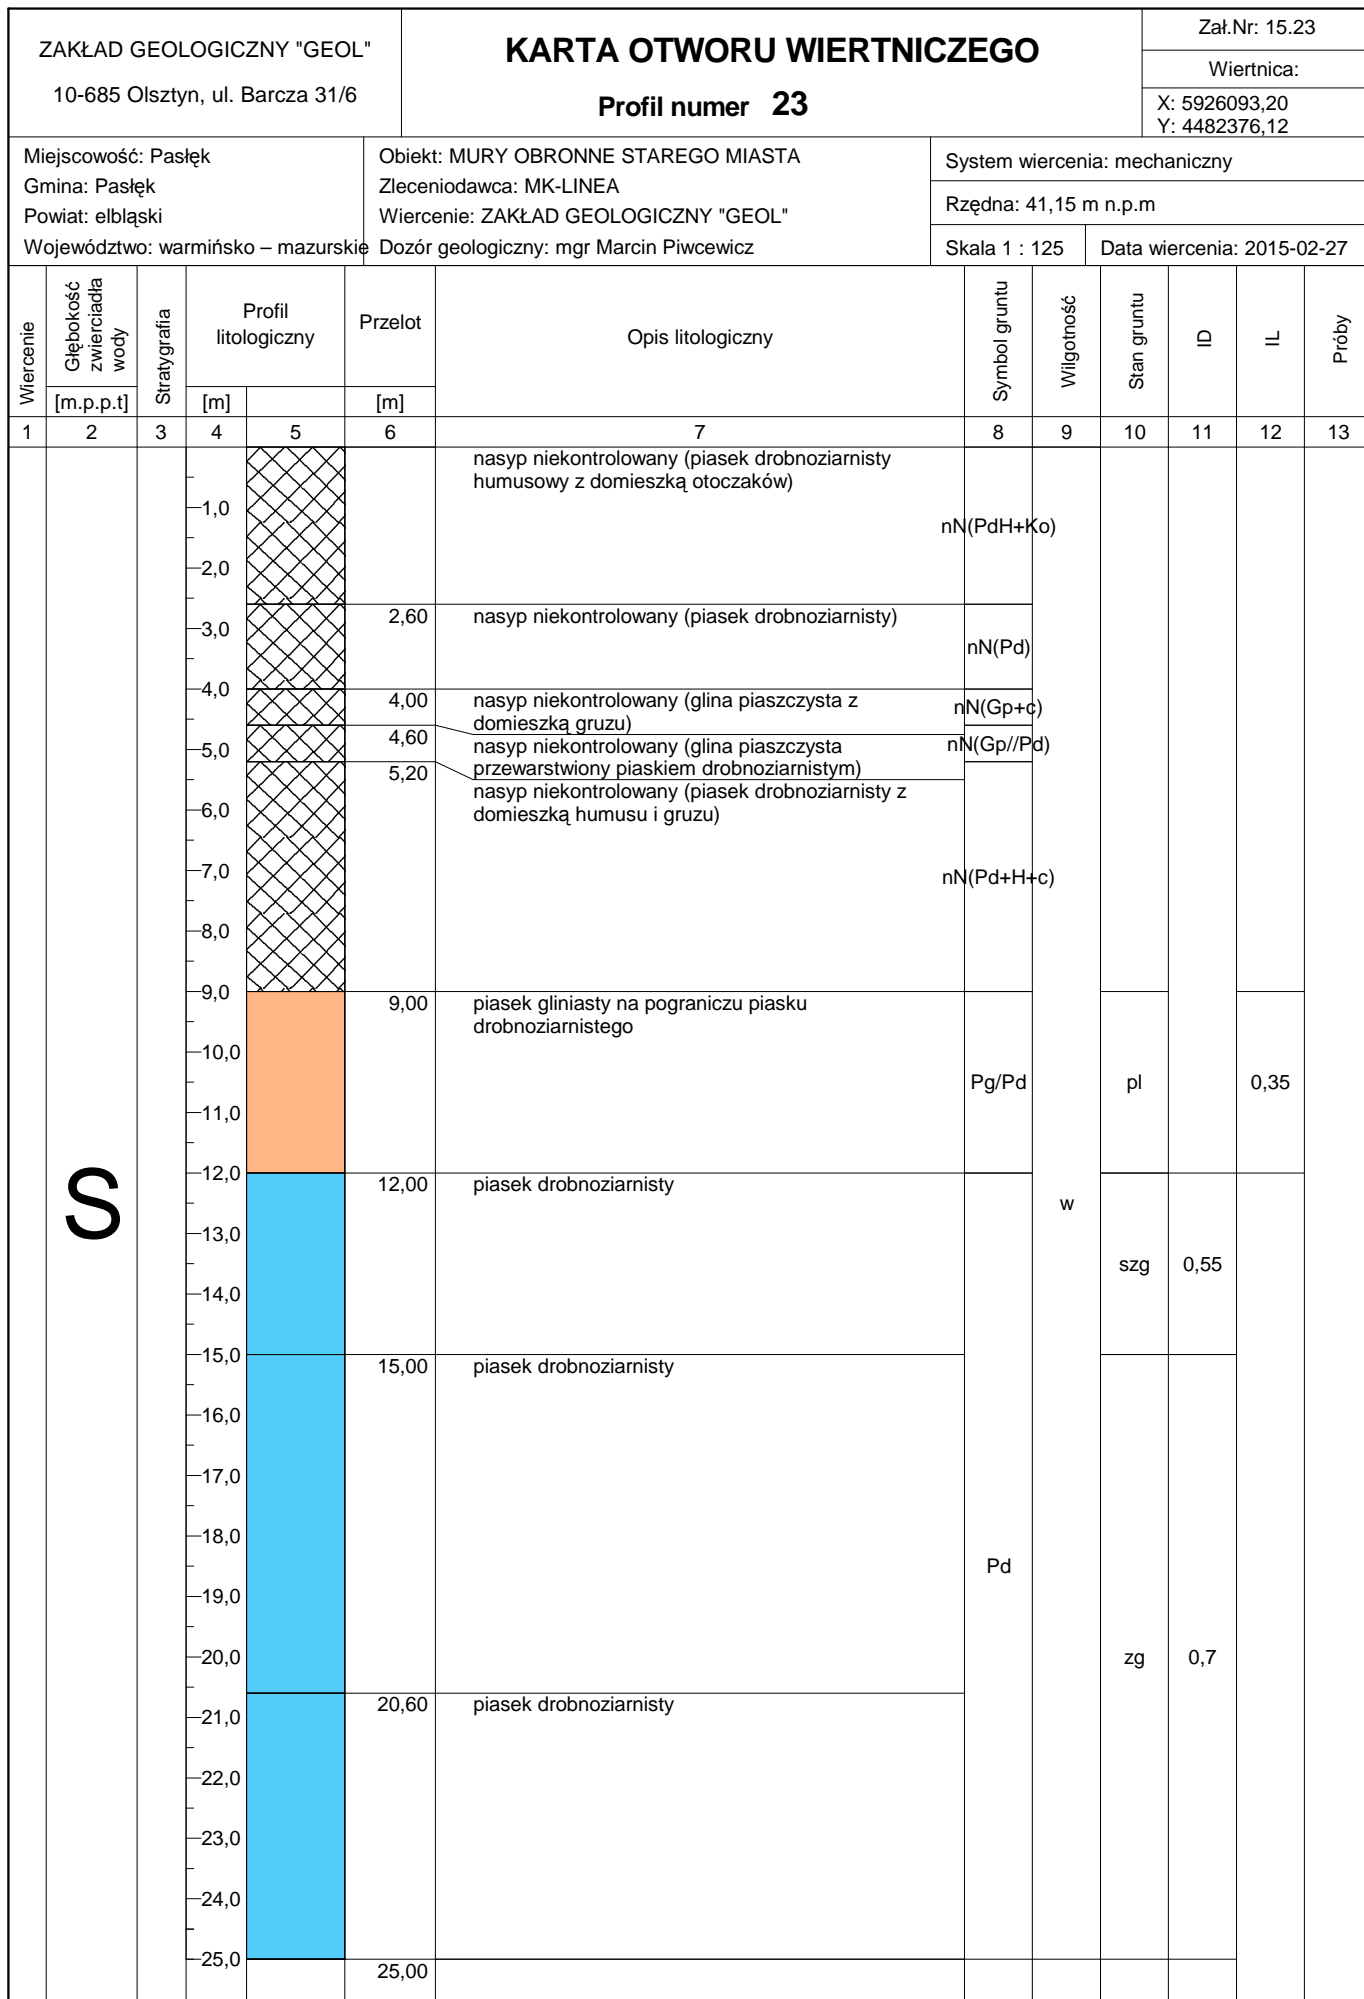 ZAKŁAD GEOLOGICZNY "GEOL"
10-685 Olsztyn, ul. Barcza 31/6
KARTA OTWORU WIERTNICZEGO
Profil numer 23
Zał.Nr: 15.23
Wiertnica:
X: 5926093,20
Y: 4482376,12
Miejscowość: Pasłęk
Gmina: Pasłęk
Powiat: elbląski
Województwo: warmińsko – mazurskie
Obiekt: MURY OBRONNE STAREGO MIASTA
Zleceniodawca: MK-LINEA
Wiercenie: ZAKŁAD GEOLOGICZNY "GEOL"
Dozór geologiczny: mgr Marcin Piwcewicz
System wiercenia: mechaniczny
Rzędna: 41,15 m n.p.m
Skala 1 : 125
Data wiercenia: 2015-02-27
Wiercenie
Głębokość
zwierciadła
wody
[m.p.p.t]
Stratygrafia
Profil
litologiczny
[m]
Przelot
[m]
Opis litologiczny
Symbol gruntu
Wilgotność
Stan gruntu
ID
IL
Próby
1 2 3 4 5 6 7 8 9 10 11 12 13
nasyp niekontrolowany (piasek drobnoziarnisty
humusowy z domieszką otoczaków)
1,0
nN(PdH+Ko)
2,0
2,60 nasyp niekontrolowany (piasek drobnoziarnisty)
3,0
nN(Pd)
4,0
4,00 nasyp niekontrolowany (glina piaszczysta z
domieszką gruzu)
nN(Gp+c)
4,60 nasyp niekontrolowany (glina piaszczysta
przewarstwiony piaskiem drobnoziarnistym)
nN(Gp//Pd)
5,0
5,20 nasyp niekontrolowany (piasek drobnoziarnisty z
domieszką humusu i gruzu)
6,0
7,0
nN(Pd+H+c)
8,0
9,0
9,00 piasek gliniasty na pograniczu piasku
drobnoziarnistego
10,0
Pg/Pd pl 0,35
11,0
12,0
S
12,00 piasek drobnoziarnisty
w
13,0
szg 0,55
14,0
15,0
15,00 piasek drobnoziarnisty
16,0
17,0
18,0
Pd
19,0
20,0
zg 0,7
20,60 piasek drobnoziarnisty
21,0
22,0
23,0
24,0
25,0
25,00